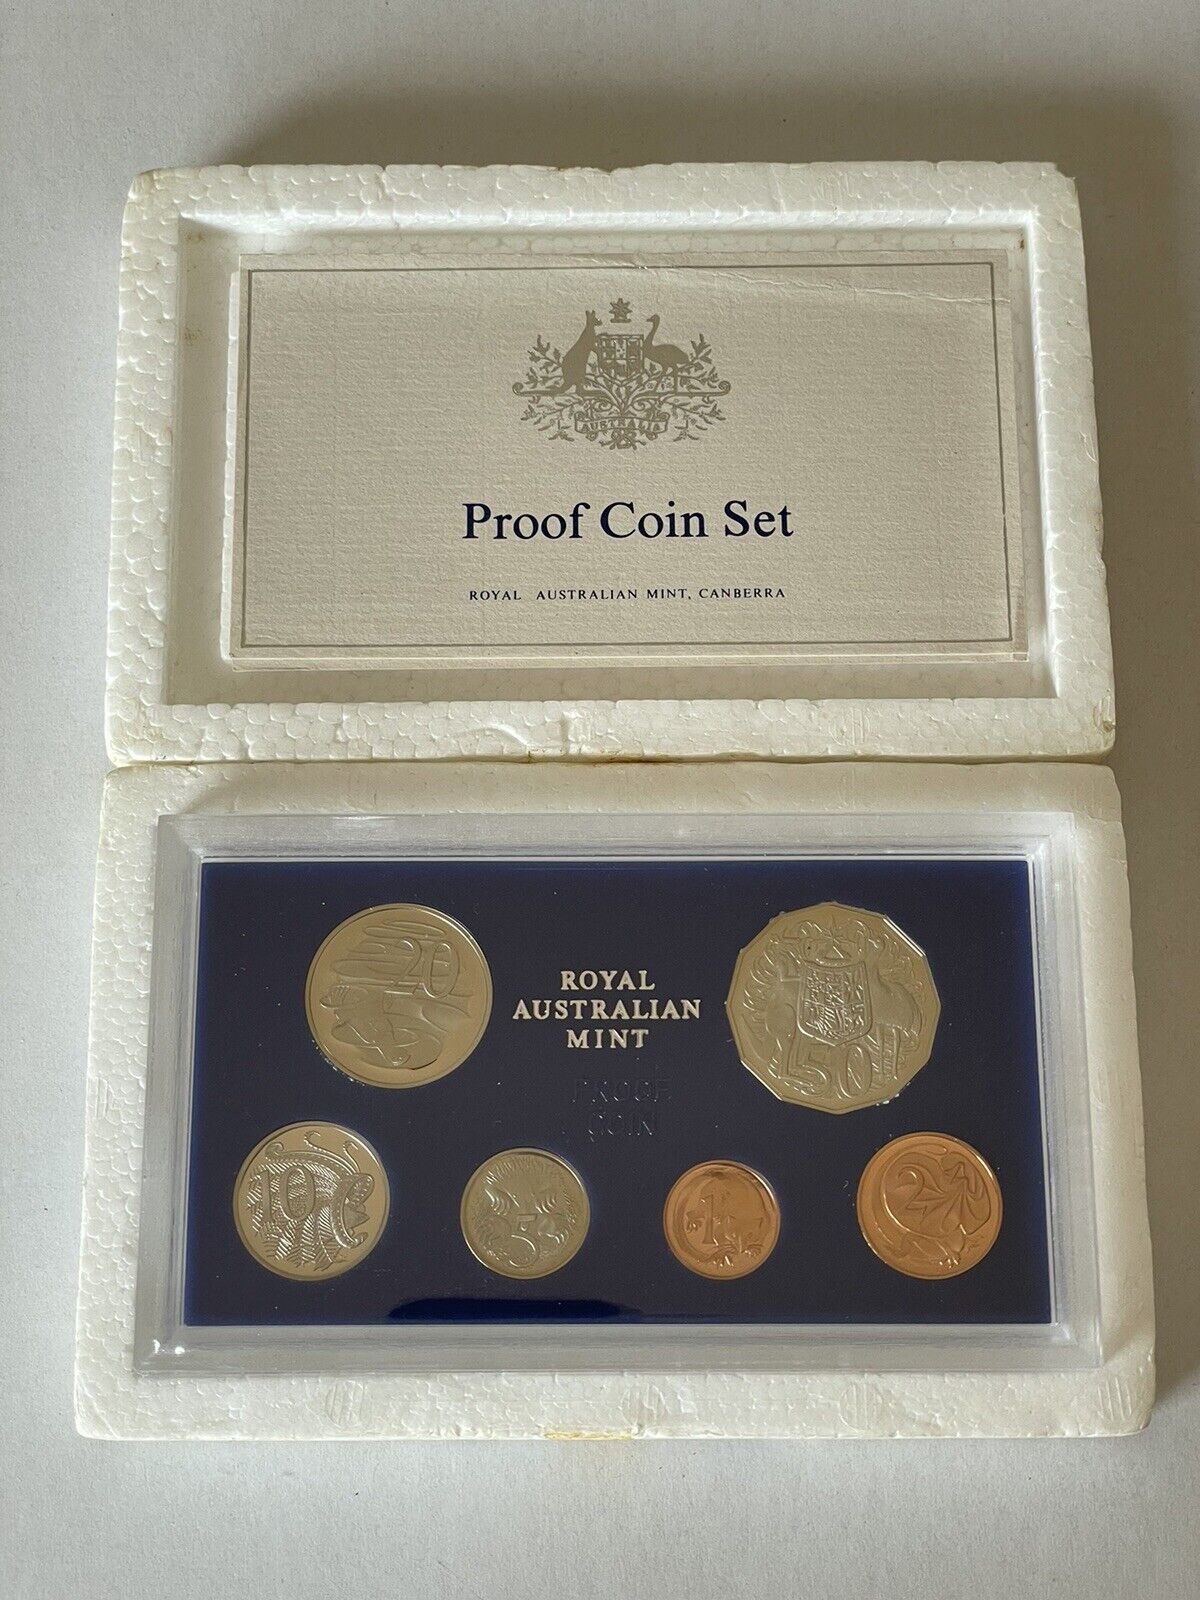 AUSTRALIA
Proof Coin Set
ROYAL AUSTRALIAN MINT, CANBERRA
20
ROYAL
AUSTRALIAN
MINT
50
PROOF
COIN
10
5
1
2